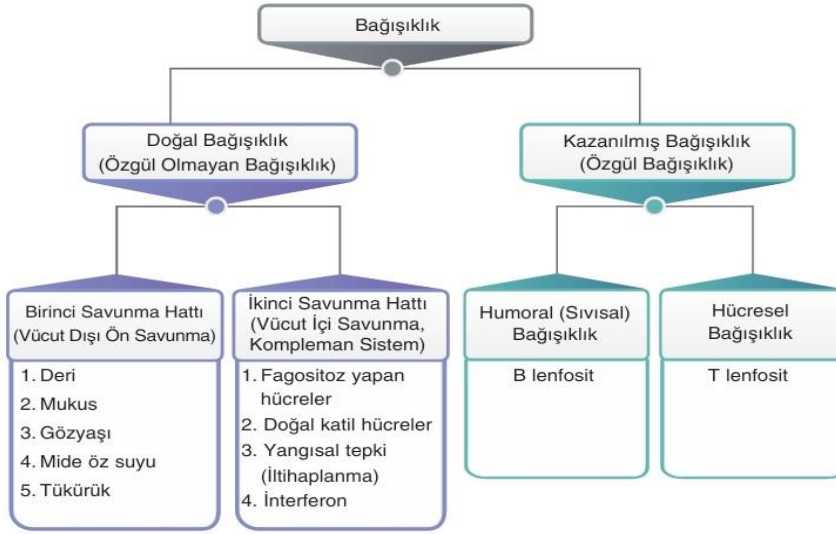 Bağışıklık
Doğal Bağışıklık
(Özgül Olmayan Bağışıklık)
Kazanılmış Bağışıklık
(Özgül Bağışıklık)
Birinci Savunma Hattı
(Vücut Dışı Ön Savunma)
1. Deri
2. Mukus
3. Gözyaşı
4. Mide öz suyu
5. Tükürük
İkinci Savunma Hattı
(Vücut İçi Savunma,
Kompleman Sistem)
1. Fagositoz yapan
hücreler
2. Doğal katil hücreler
3. Yangısal tepki
(İltihaplanma)
4. İnterferon
Humoral (Sıvısal)
Bağışıklık
B lenfosit
Hücresel
Bağışıklık
T lenfosit